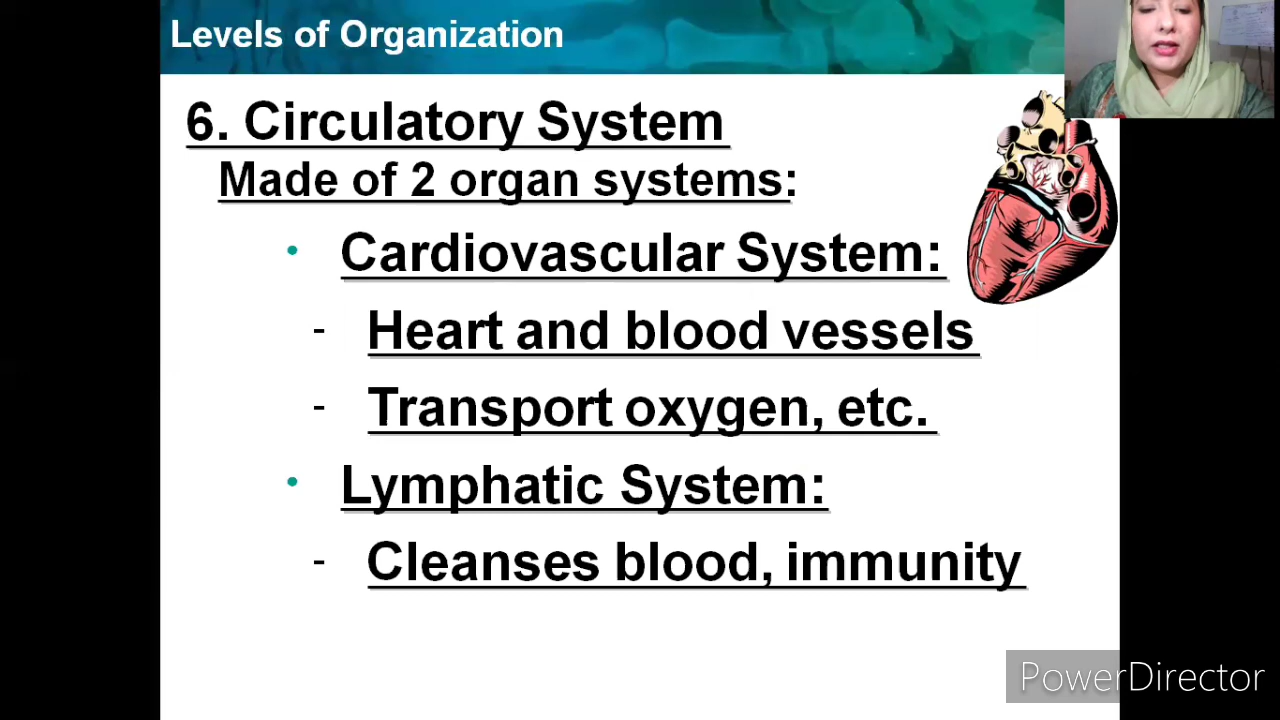 Levels of Organization
6. Circulatory System
Made of 2 organ systems:
• Cardiovascular System:
- Heart and blood vessels
- Transport oxygen, etc.
• Lymphatic System:
- Cleanses blood, immunity
PowerDirector